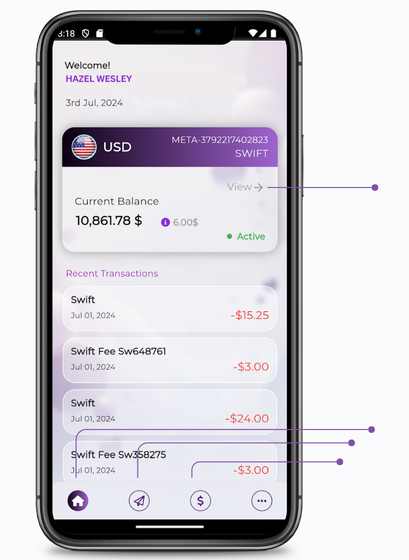 3:18
Welcome!
HAZEL WESLEY
3rd Jul, 2024
USD
META-3792217402823
SWIFT
View
Current Balance
10,861.78 $
6.00$
Active
Recent Transactions
Swift
Jul 01, 2024
-$15.25
Swift Fee Sw648761
Jul 01, 2024
-$3.00
Swift
Jul 01, 2024
-$24.00
Swift Fee Sw358275
Jul 01, 2024
-$3.00
$